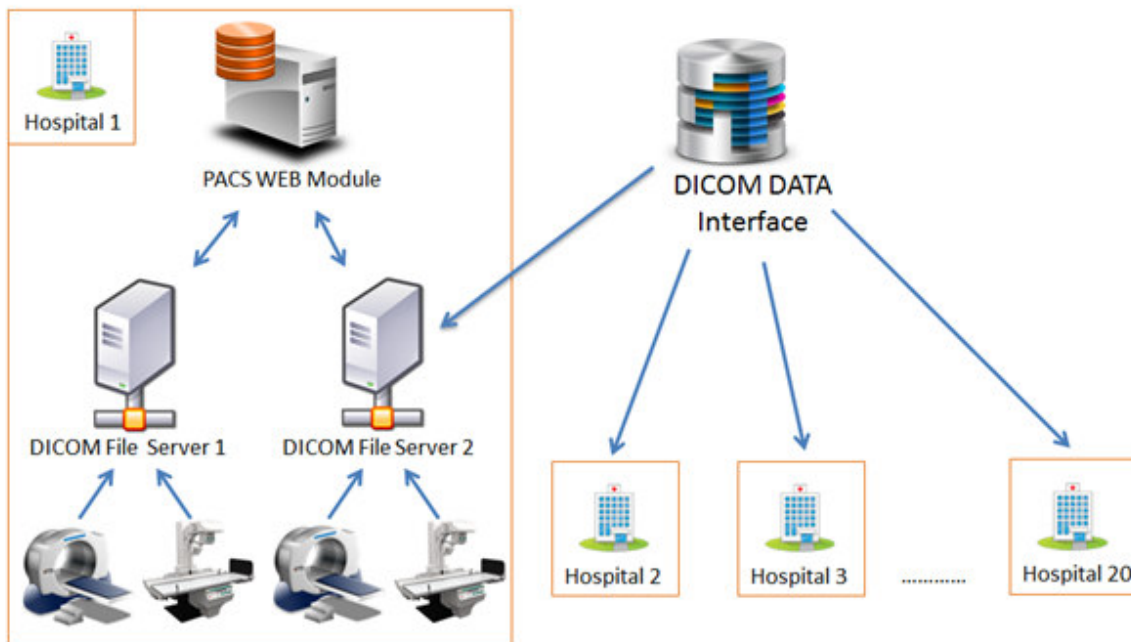 Hospital 1
PACS WEB Module
DICOM DATA
Interface
DICOM File  Server 1
DICOM File Server 2
Hospital 2
Hospital 3
.............
Hospital 20